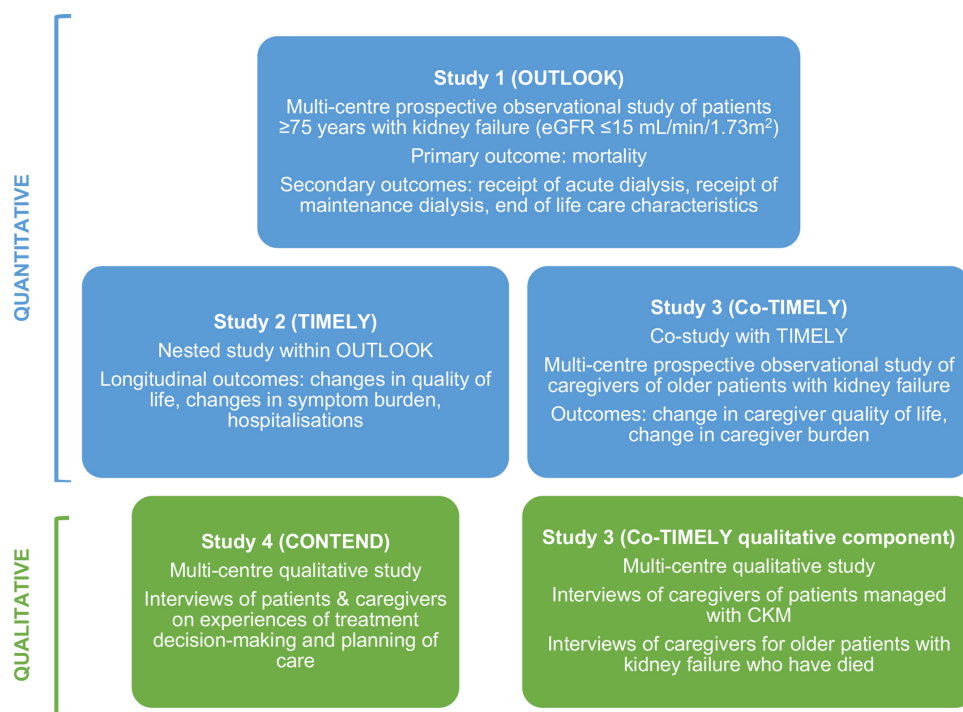 QUANTITATIVE
Study 1 (OUTLOOK)
Multi-centre prospective observational study of patients
≥75 years with kidney failure (eGFR ≤15 mL/min/1.73m²)
Primary outcome: mortality
Secondary outcomes: receipt of acute dialysis, receipt of
maintenance dialysis, end of life care characteristics
Study 2 (TIMELY)
Nested study within OUTLOOK
Longitudinal outcomes: changes in quality of
life, changes in symptom burden,
hospitalisations
Study 3 (Co-TIMELY)
Co-study with TIMELY
Multi-centre prospective observational study of
caregivers of older patients with kidney failure
Outcomes: change in caregiver quality of life,
change in caregiver burden
QUALITATIVE
Study 4 (CONTEND)
Multi-centre qualitative study
Interviews of patients & caregivers
on experiences of treatment
decision-making and planning of
care
Study 3 (Co-TIMELY qualitative component)
Multi-centre qualitative study
Interviews of caregivers of patients managed
with CKM
Interviews of caregivers for older patients with
kidney failure who have died